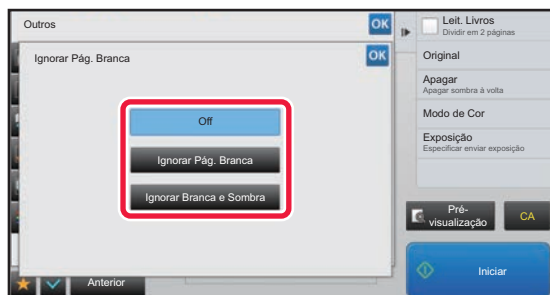 Outros
OK
Ignorar Pág. Branca
OK
Off
Ignorar Pág. Branca
Ignorar Branca e Sombra
Anterior
Leit. Livros
Dividir em 2 páginas
Original
Apagar
Apagar sombra à volta
Modo de Cor
Exposição
Especificar enviar exposição
Pré-
visualização
CA
Iniciar